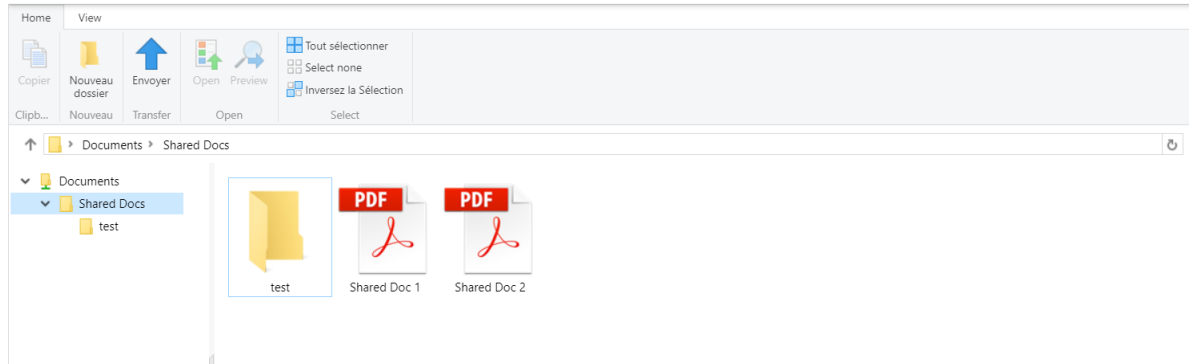 Home View
Copier
Nouveau
dossier
Envoyer
Open Preview
Tout sélectionner
Select none
Inversez la Sélection
Clipb... Nouveau Transfer Open Select
Documents Shared Docs
Documents
Shared Docs
test
PDF PDF
test Shared Doc 1 Shared Doc 2